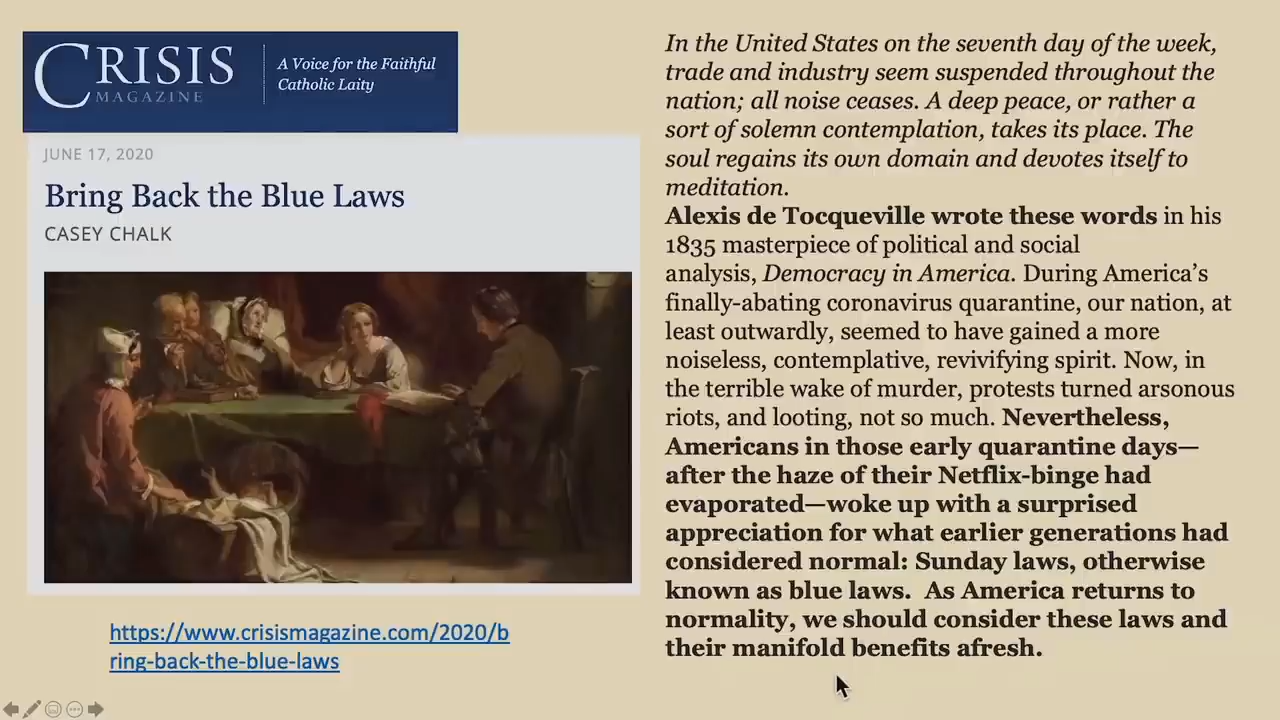 CRISIS
MAGAZINE
A Voice for the Faithful
Catholic Laity
JUNE 17, 2020
Bring Back the Blue Laws
CASEY CHALK
https://www.crisismagazine.com/2020/b
ring-back-the-blue-laws
In the United States on the seventh day of the week,
trade and industry seem suspended throughout the
nation; all noise ceases. A deep peace, or rather a
sort of solemn contemplation, takes its place. The
soul regains its own domain and devotes itself to
meditation.
Alexis de Tocqueville wrote these words in his
1835 masterpiece of political and social
analysis, Democracy in America. During America’s
finally-abating coronavirus quarantine, our nation, at
least outwardly, seemed to have gained a more
noiseless, contemplative, revivifying spirit. Now, in
the terrible wake of murder, protests turned arsonous
riots, and looting, not so much. Nevertheless,
Americans in those early quarantine days—
after the haze of their Netflix-binge had
evaporated—woke up with a surprised
appreciation for what earlier generations had
considered normal: Sunday laws, otherwise
known as blue laws.  As America returns to
normality, we should consider these laws and
their manifold benefits afresh.